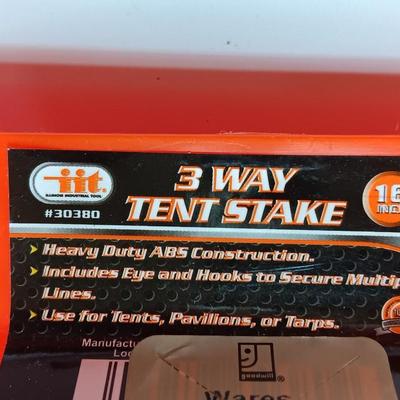 iit®
ILLINOIS INDUSTRIAL TOOL
#30380
3 WAY
TENT STAKE
Heavy Duty ABS Construction.
Includes Eye and Hooks to Secure Multip
Lines.
Use for Tents, Pavilions, or Tarps.
Manufactu
goodwill®
Wares